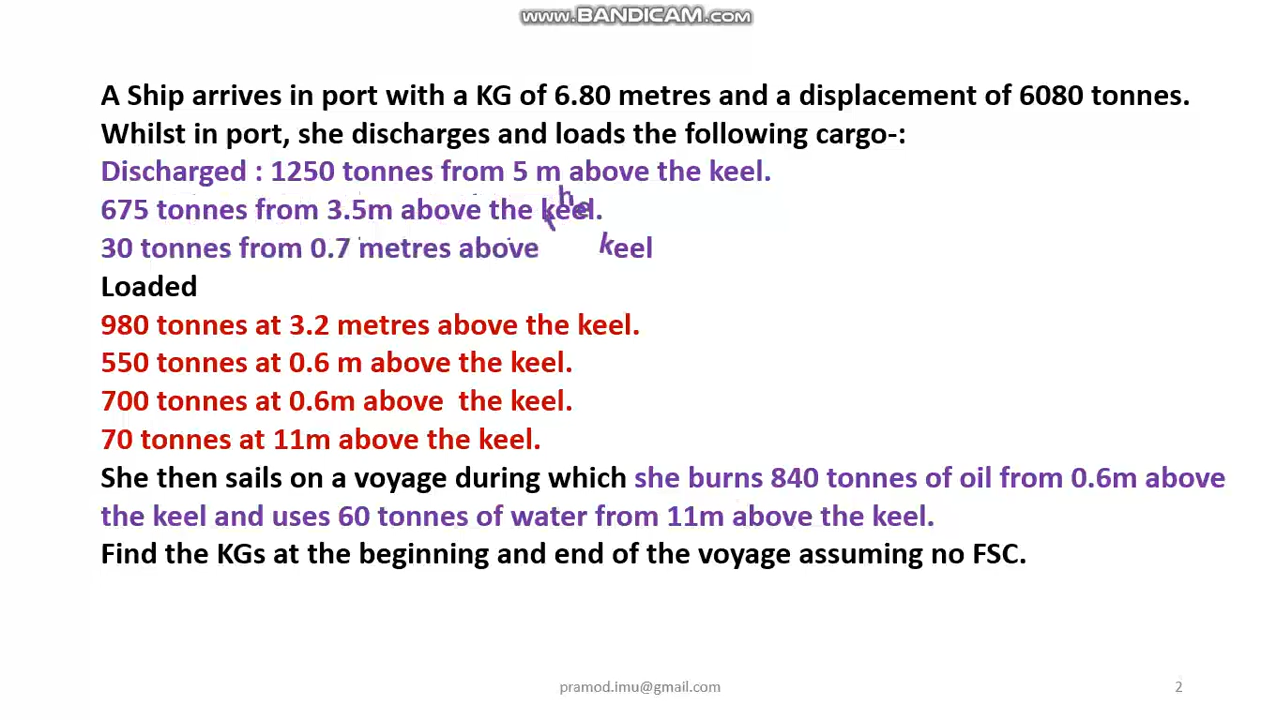 www.BANDICAM.com
A Ship arrives in port with a KG of 6.80 metres and a displacement of 6080 tonnes.
Whilst in port, she discharges and loads the following cargo-:
Discharged : 1250 tonnes from 5 m above the keel.
675 tonnes from 3.5m above the keel.
30 tonnes from 0.7 metres above the keel
Loaded
980 tonnes at 3.2 metres above the keel.
550 tonnes at 0.6 m above the keel.
700 tonnes at 0.6m above the keel.
70 tonnes at 11m above the keel.
She then sails on a voyage during which she burns 840 tonnes of oil from 0.6m above
the keel and uses 60 tonnes of water from 11m above the keel.
Find the KGs at the beginning and end of the voyage assuming no FSC.
pramod.imu@gmail.com
2